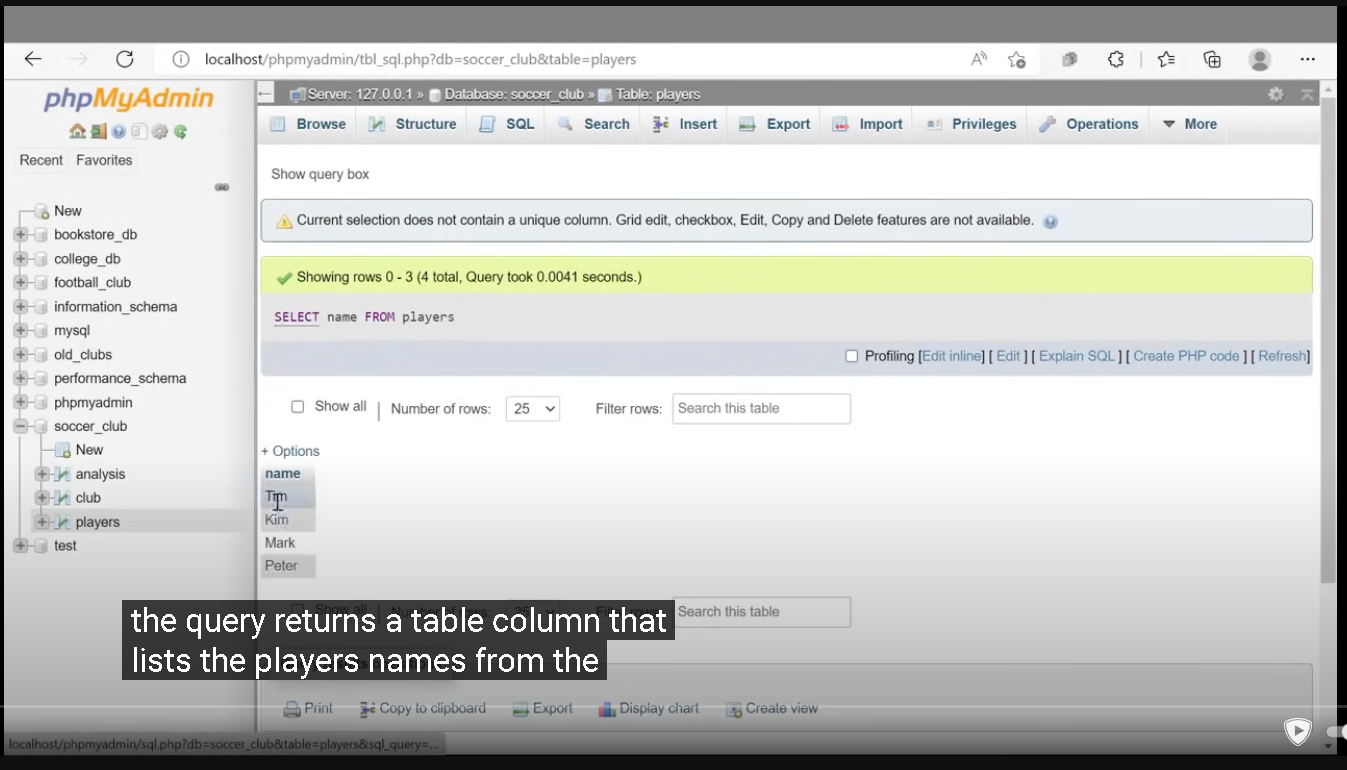 localhost/phpmyadmin/tbl_sql.php?db=soccer_club&table=players
phpMyAdmin
Server: 127.0.0.1 » Database: soccer_club » Table: players
Browse Structure SQL Search Insert Export Import Privileges Operations More
Recent Favorites
Show query box
New
bookstore_db
college_db
football_club
information_schema
mysql
old_clubs
performance_schema
phpmyadmin
soccer_club
New
analysis
club
players
test
Current selection does not contain a unique column. Grid edit, checkbox, Edit, Copy and Delete features are not available.
Showing rows 0 - 3 (4 total, Query took 0.0041 seconds.)
SELECT name FROM players
Profiling [Edit inline] [ Edit ] [ Explain SQL ] [ Create PHP code ] [ Refresh]
Show all | Number of rows: 25 Filter rows: Search this table
+ Options
name
Tim
Kim
Mark
Peter
Show all Number of rows: 25 Filter rows: Search this table
the query returns a table column that
lists the players names from the
Print Copy to clipboard Export Display chart Create view
localhost/phpmyadmin/sql.php?db=soccer_club&table=players&sql_query=...